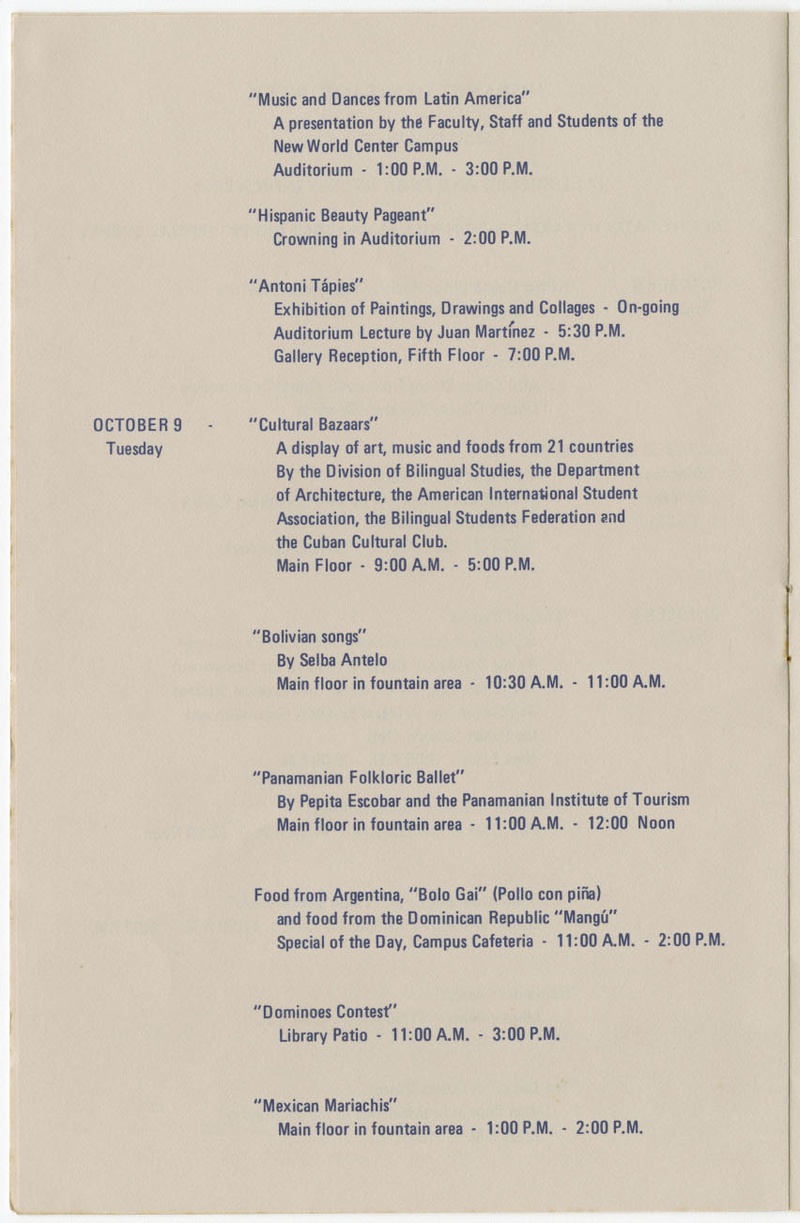 “Music and Dances from Latin America”
A presentation by the Faculty, Staff and Students of the
New World Center Campus
Auditorium - 1:00 P.M. - 3:00 P.M.
“Hispanic Beauty Pageant”
Crowning in Auditorium - 2:00 P.M.
“Antoni Tápies”
Exhibition of Paintings, Drawings and Collages - On-going
Auditorium Lecture by Juan Martínez - 5:30 P.M.
Gallery Reception, Fifth Floor - 7:00 P.M.
OCTOBER 9 - “Cultural Bazaars”
Tuesday A display of art, music and foods from 21 countries
By the Division of Bilingual Studies, the Department
of Architecture, the American International Student
Association, the Bilingual Students Federation and
the Cuban Cultural Club.
Main Floor - 9:00 A.M. - 5:00 P.M.
“Bolivian songs”
By Selba Antelo
Main floor in fountain area - 10:30 A.M. - 11:00 A.M.
“Panamanian Folkloric Ballet”
By Pepita Escobar and the Panamanian Institute of Tourism
Main floor in fountain area - 11:00 A.M. - 12:00 Noon
Food from Argentina, “Bolo Gai” (Pollo con piña)
and food from the Dominican Republic “Mangú”
Special of the Day, Campus Cafeteria - 11:00 A.M. - 2:00 P.M.
“Dominoes Contest”
Library Patio - 11:00 A.M. - 3:00 P.M.
“Mexican Mariachis”
Main floor in fountain area - 1:00 P.M. - 2:00 P.M.